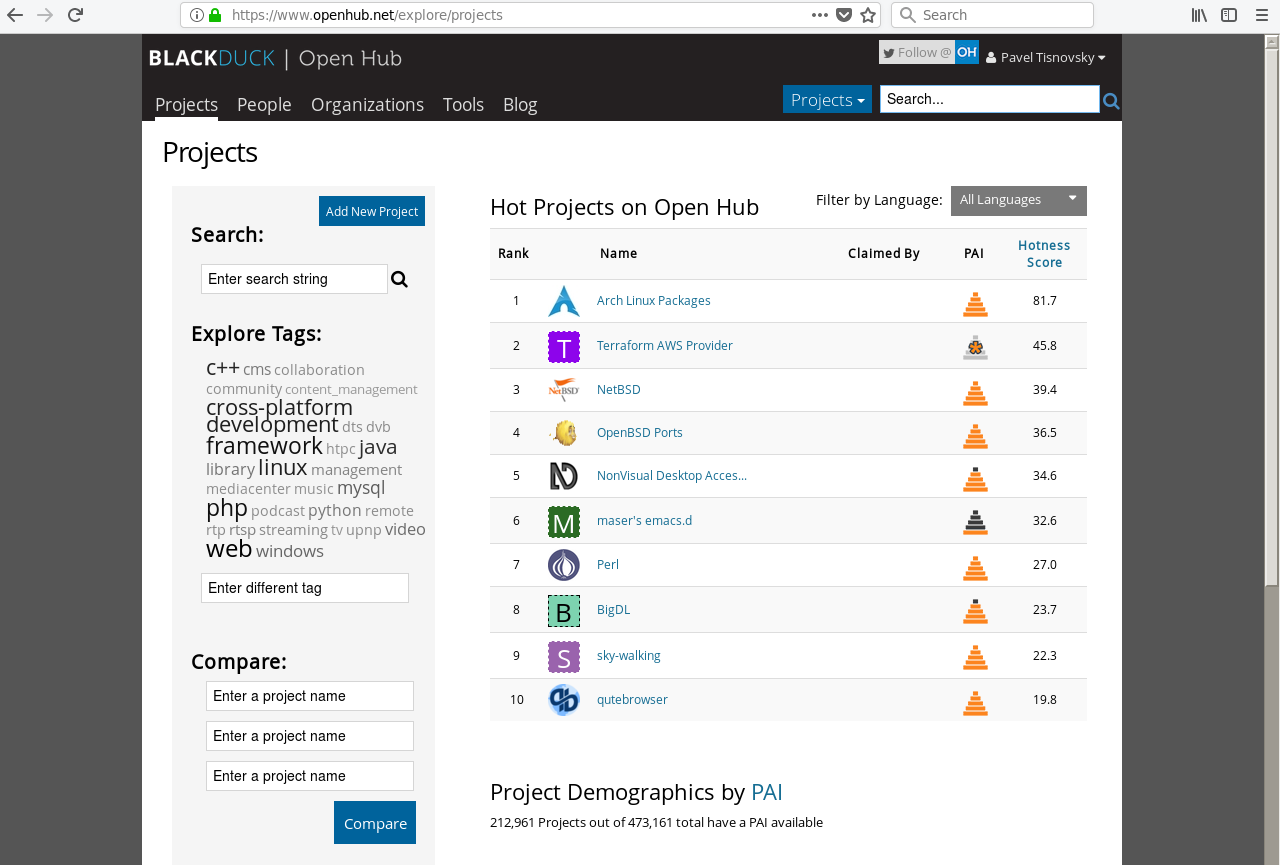 https://www.openhub.net/explore/projects
Search
BLACKDUCK | Open Hub
Follow @ OH
Pavel Tisnovsky
Projects People Organizations Tools Blog
Projects
Search...
Projects
Add New Project
Search:
Enter search string
Explore Tags:
c++ cms collaboration
community content_management
cross-platform
development dts dvb
framework htpc java
library linux management
mediacenter music mysql
php podcast python remote
rtp rtsp streaming tv upnp video
web windows
Enter different tag
Compare:
Enter a project name
Enter a project name
Enter a project name
Compare
Hot Projects on Open Hub
Filter by Language: All Languages
Rank Name Claimed By PAI Hotness
Score
1 Arch Linux Packages 81.7
2 T Terraform AWS Provider 45.8
3 NetBSD NetBSD 39.4
4 OpenBSD Ports 36.5
5 NonVisual Desktop Acces... 34.6
6 M maser's emacs.d 32.6
7 Perl 27.0
8 B BigDL 23.7
9 S sky-walking 22.3
10 qutebrowser 19.8
Project Demographics by PAI
212,961 Projects out of 473,161 total have a PAI available